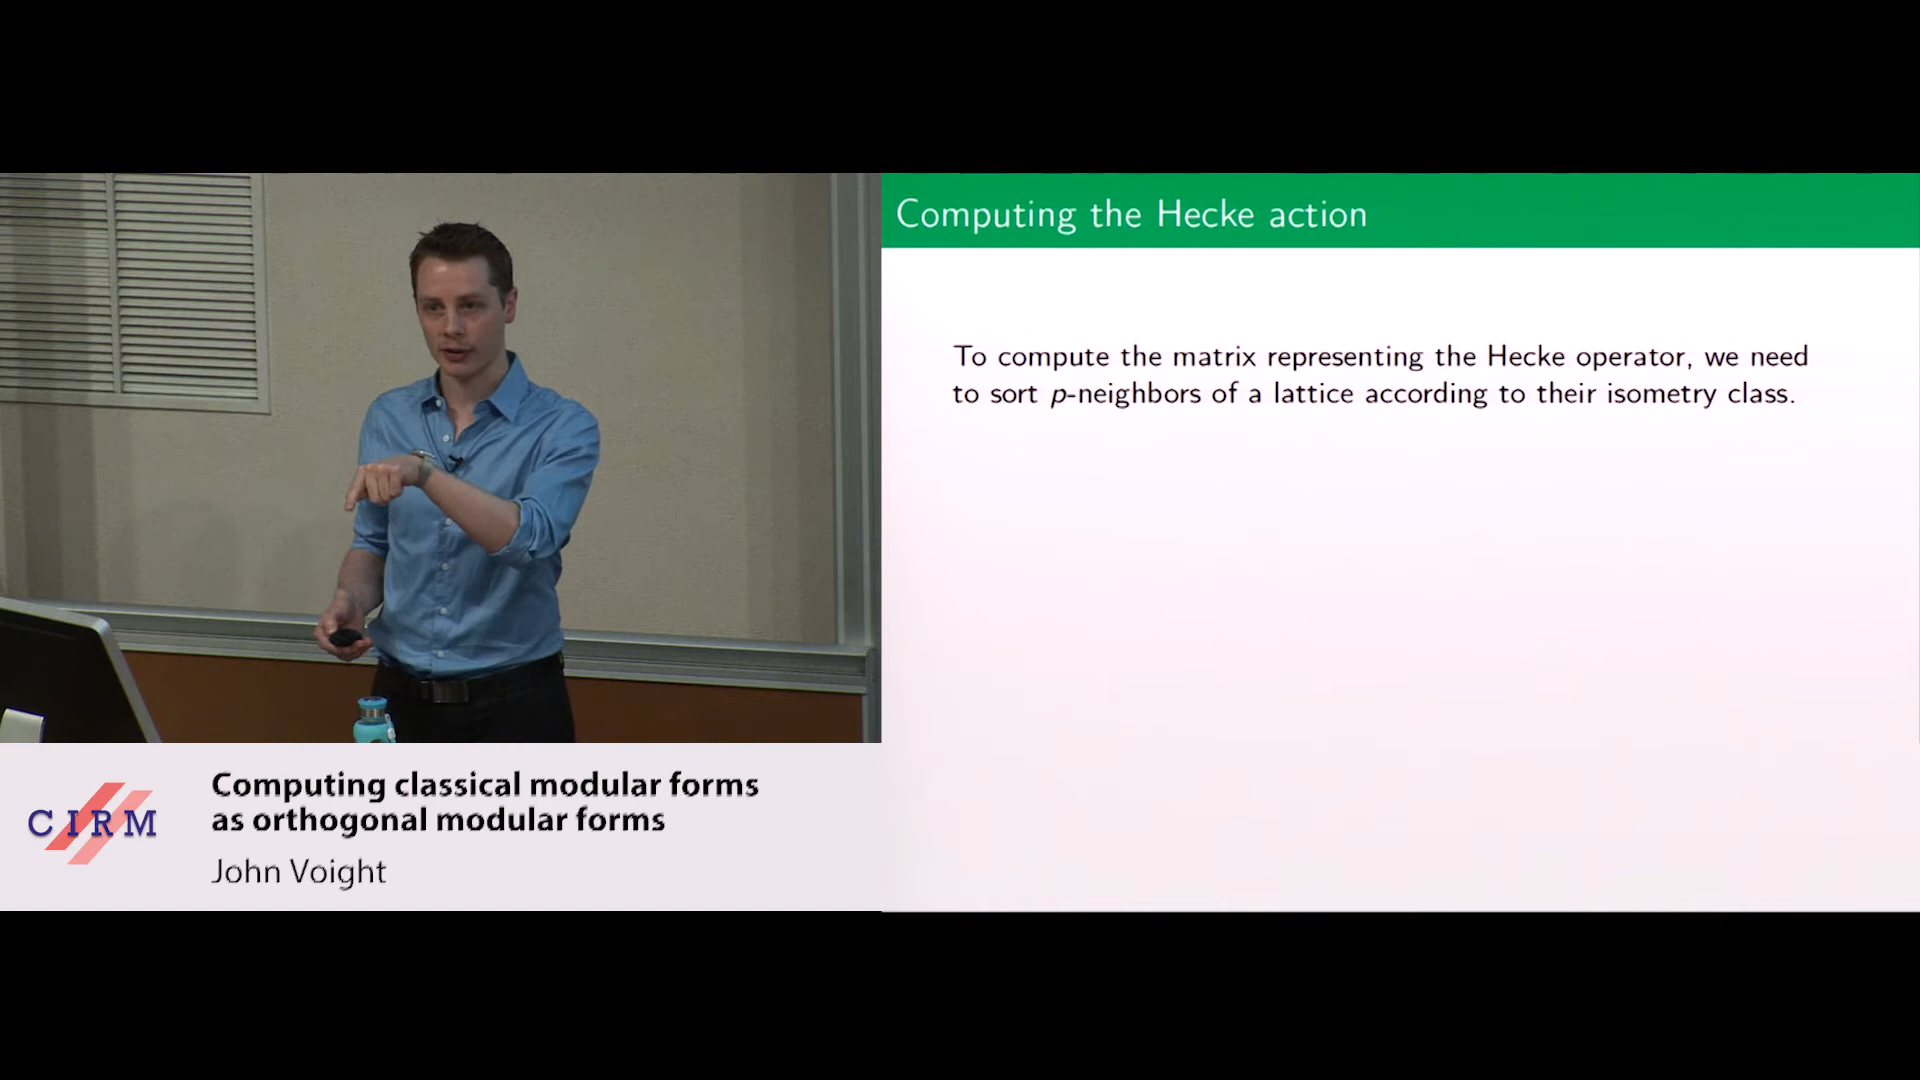 Computing the Hecke action
To compute the matrix representing the Hecke operator, we need
to sort p-neighbors of a lattice according to their isometry class.
CIRM
Computing classical modular forms
as orthogonal modular forms
John Voight